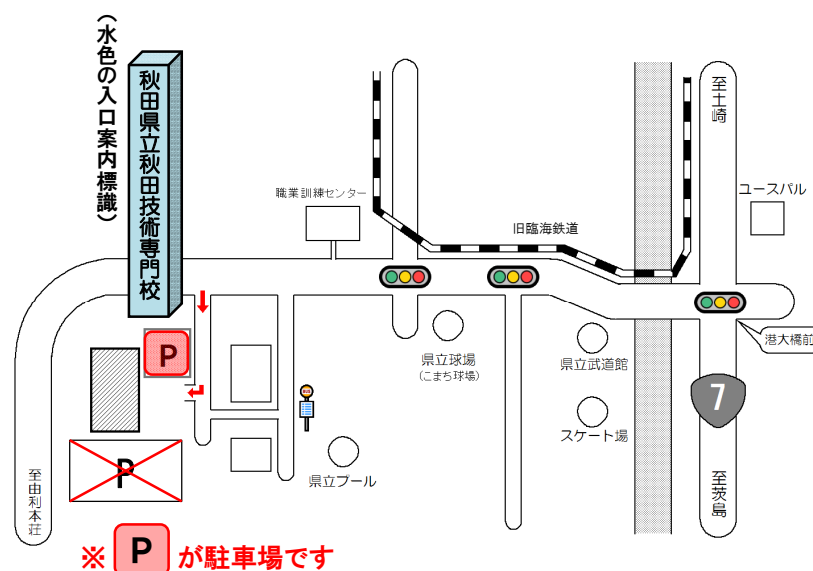 （水色の入口案内標識）
秋田県立秋田技術専門校
職業訓練センター
旧臨海鉄道
至土崎
ユースパル
港大橋前
県立球場
（こまち球場）
県立武道館
スケート場
7
至茨島
P
P
BUS
県立プール
至由利本荘
※ P が駐車場です